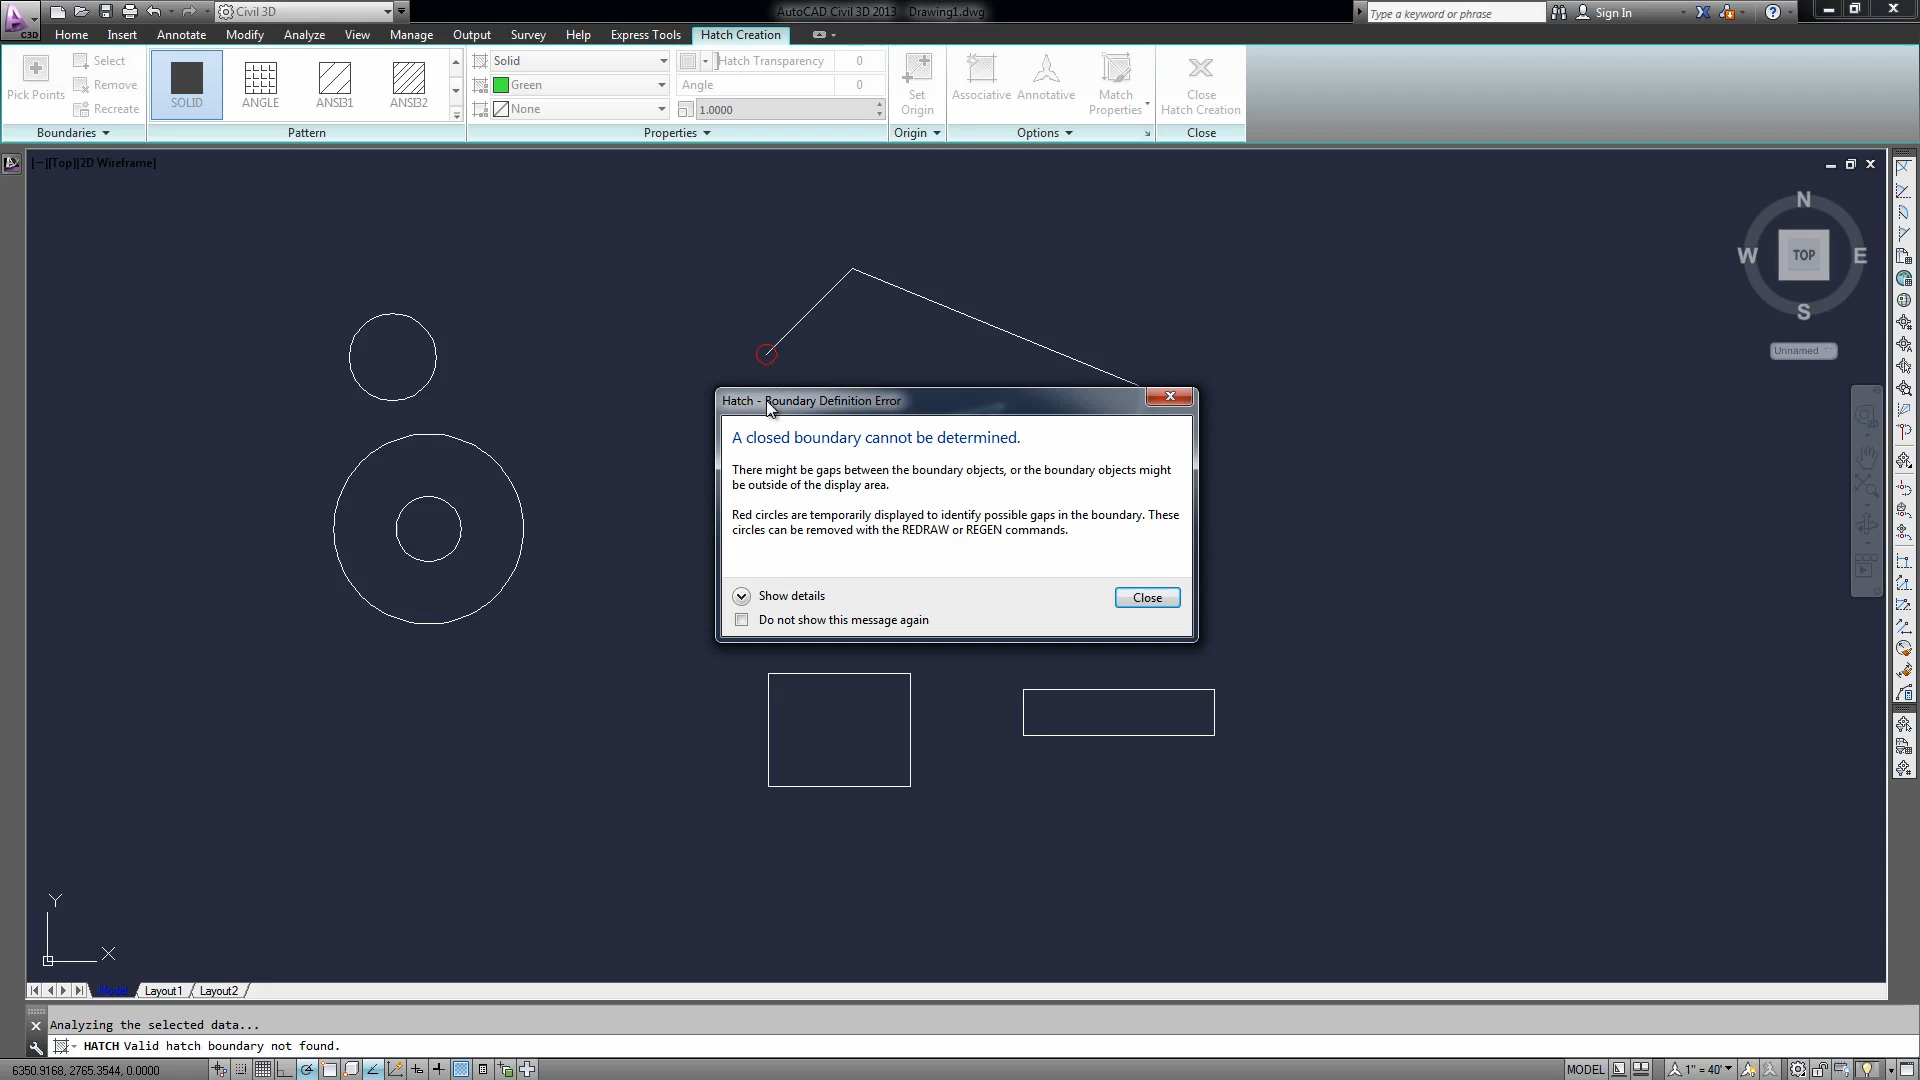 Civil 3D
AutoCAD Civil 3D 2013 Drawing1.dwg
Type a keyword or phrase
Sign In
C3D
Home Insert Annotate Modify Analyze View Manage Output Survey Help Express Tools Hatch Creation
Pick Points
Select
Remove
Recreate
SOLID
ANGLE
ANSI31
ANSI32
Solid
Green
None
Hatch Transparency 0
Angle 0
1.0000
Set
Origin
Associative
Annotative
Match
Properties
Close
Hatch Creation
Boundaries
Pattern
Properties
Origin
Options
Close
[−][Top][2D Wireframe]
N
W
TOP
E
S
Unnamed
Hatch - Boundary Definition Error
A closed boundary cannot be determined.
There might be gaps between the boundary objects, or the boundary objects might
be outside of the display area.
Red circles are temporarily displayed to identify possible gaps in the boundary. These
circles can be removed with the REDRAW or REGEN commands.
Show details
Close
Do not show this message again
Y
X
Model Layout1 Layout2
Analyzing the selected data...
HATCH Valid hatch boundary not found.
6350.9168, 2765.3544, 0.0000
MODEL
1" = 40'